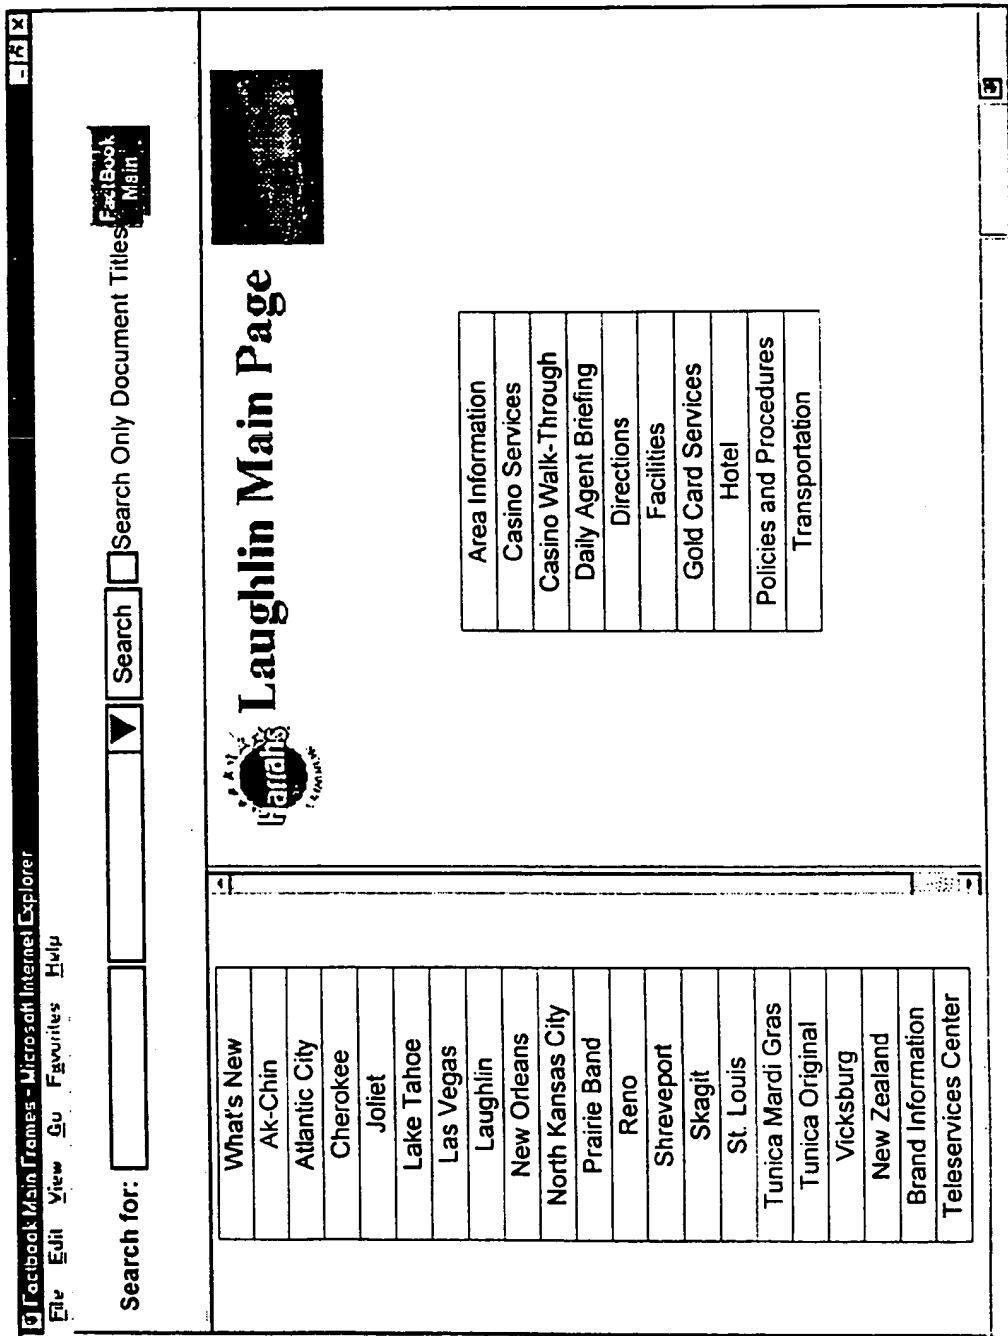 Factbook Main Frames - Microsoft Internet Explorer
File Edit View Go Favorites Help
Search for: Search Search Only Document Titles
FactBook
Main
What's New
Ak-Chin
Atlantic City
Cherokee
Joliet
Lake Tahoe
Las Vegas
Laughlin
New Orleans
North Kansas City
Prairie Band
Reno
Shreveport
Skagit
St. Louis
Tunica Mardi Gras
Tunica Original
Vicksburg
New Zealand
Brand Information
Teleservices Center
Harrahs Laughlin Main Page
Area Information
Casino Services
Casino Walk-Through
Daily Agent Briefing
Directions
Facilities
Gold Card Services
Hotel
Policies and Procedures
Transportation